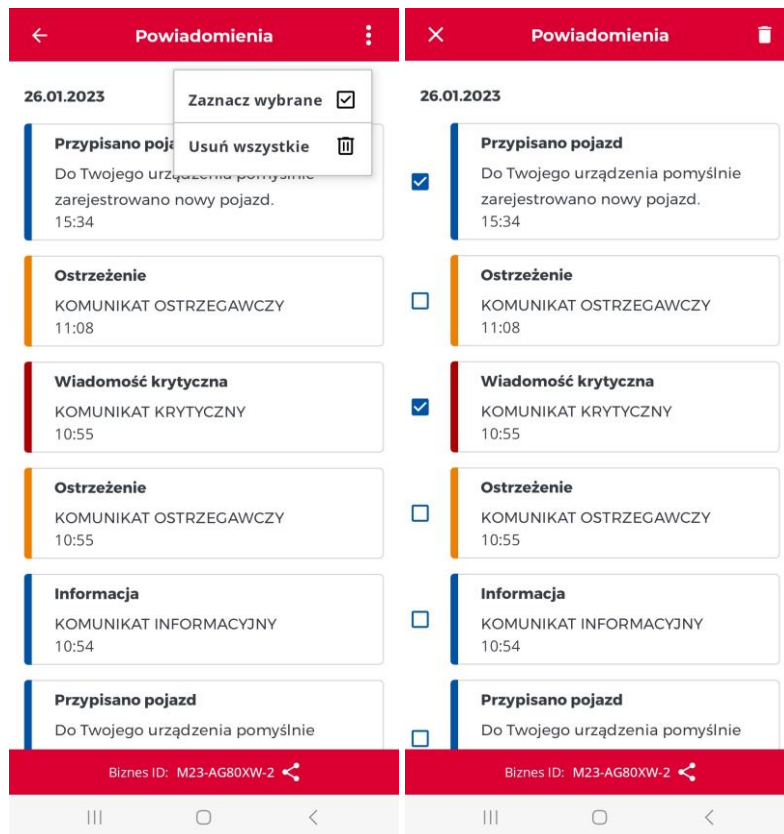 Powiadomienia
26.01.2023
Zaznacz wybrane
Usuń wszystkie
Przypisano poja
Do Twojego urządzenia pomyślnie
zarejestrowano nowy pojazd.
15:34
Ostrzeżenie
KOMUNIKAT OSTRZEGAWCZY
11:08
Wiadomość krytyczna
KOMUNIKAT KRYTYCZNY
10:55
Ostrzeżenie
KOMUNIKAT OSTRZEGAWCZY
10:55
Informacja
KOMUNIKAT INFORMACYJNY
10:54
Przypisano pojazd
Do Twojego urządzenia pomyślnie
Biznes ID: M23-AG80XW-2
Powiadomienia
26.01.2023
Przypisano pojazd
Do Twojego urządzenia pomyślnie
zarejestrowano nowy pojazd.
15:34
Ostrzeżenie
KOMUNIKAT OSTRZEGAWCZY
11:08
Wiadomość krytyczna
KOMUNIKAT KRYTYCZNY
10:55
Ostrzeżenie
KOMUNIKAT OSTRZEGAWCZY
10:55
Informacja
KOMUNIKAT INFORMACYJNY
10:54
Przypisano pojazd
Do Twojego urządzenia pomyślnie
Biznes ID: M23-AG80XW-2